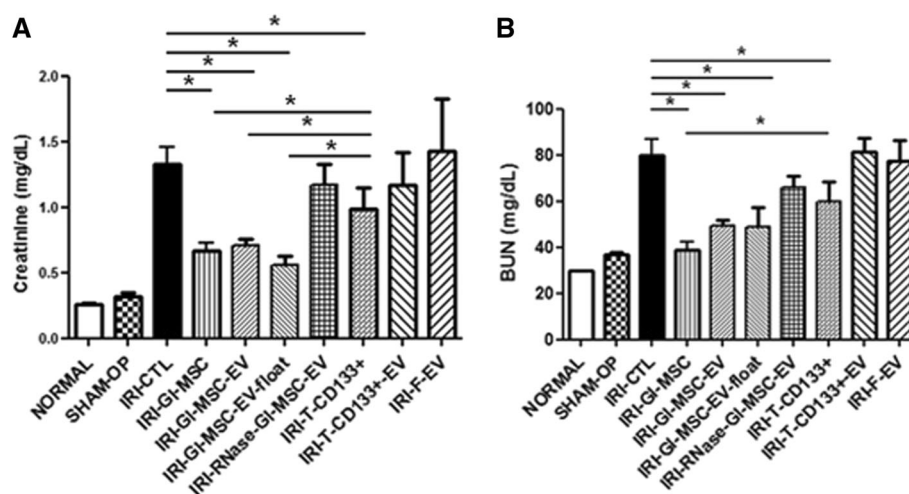 A
*
*
*
*
*
*
*
Creatinine (mg/dL)
2.0
1.5
1.0
0.5
0.0
NORMAL
SHAM-OP
IRI-CTL
IRI-GI-MSC
IRI-GI-MSC-EV
IRI-GI-MSC-EV-float
IRI-RNase-GI-MSC-EV
IRI-T-CD133+
IRI-T-CD133+-EV
IRI-F-EV
B
*
*
*
*
*
BUN (mg/dL)
100
80
60
40
20
0
NORMAL
SHAM-OP
IRI-CTL
IRI-GI-MSC
IRI-GI-MSC-EV
IRI-GI-MSC-EV-float
IRI-RNase-GI-MSC-EV
IRI-T-CD133+
IRI-T-CD133+-EV
IRI-F-EV